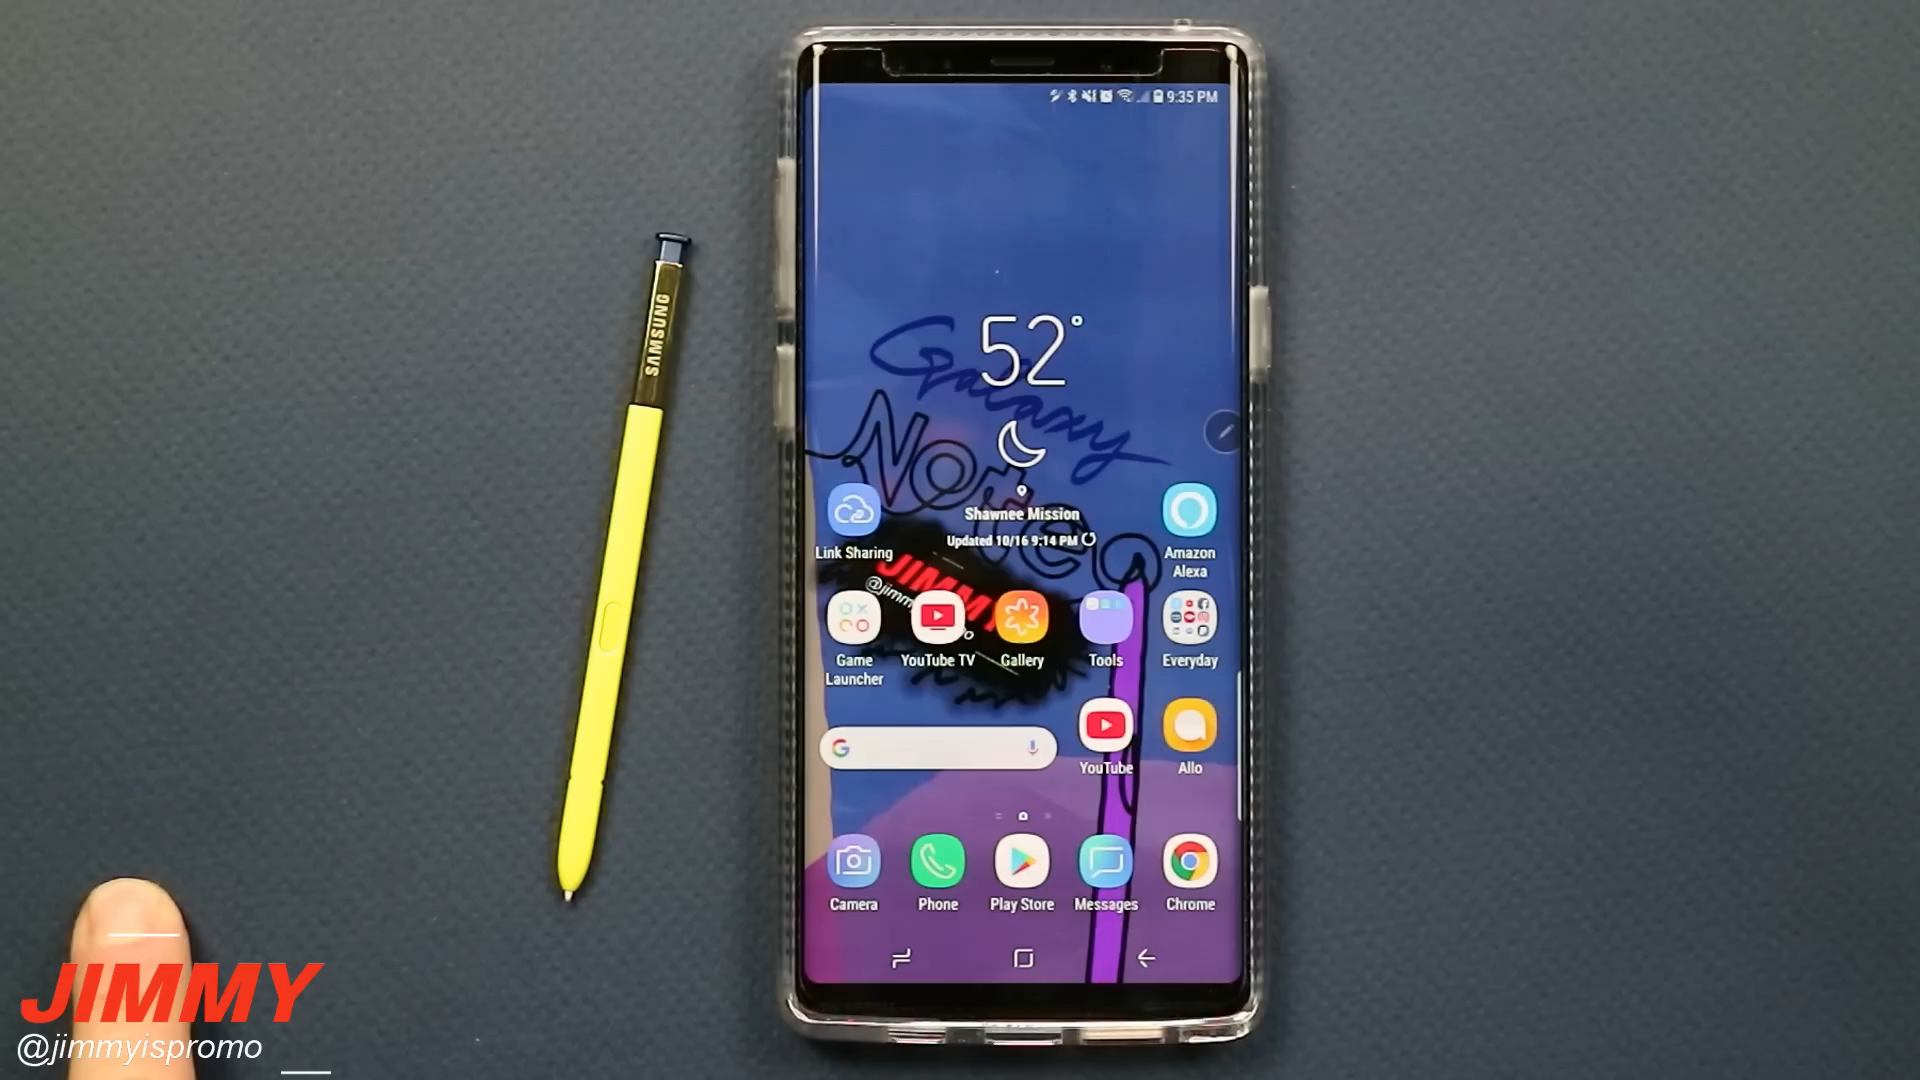 9:35 PM
SAMSUNG
52°
Galaxy
Note
Shawnee Mission
Updated 10/16 9:14 PM
Link Sharing
Amazon
Alexa
JIMMY
@jimm
Game
Launcher
YouTube TV
Gallery
Tools
Everyday
YouTube
Allo
Camera
Phone
Play Store
Messages
Chrome
JIMMY
@jimmyispromo